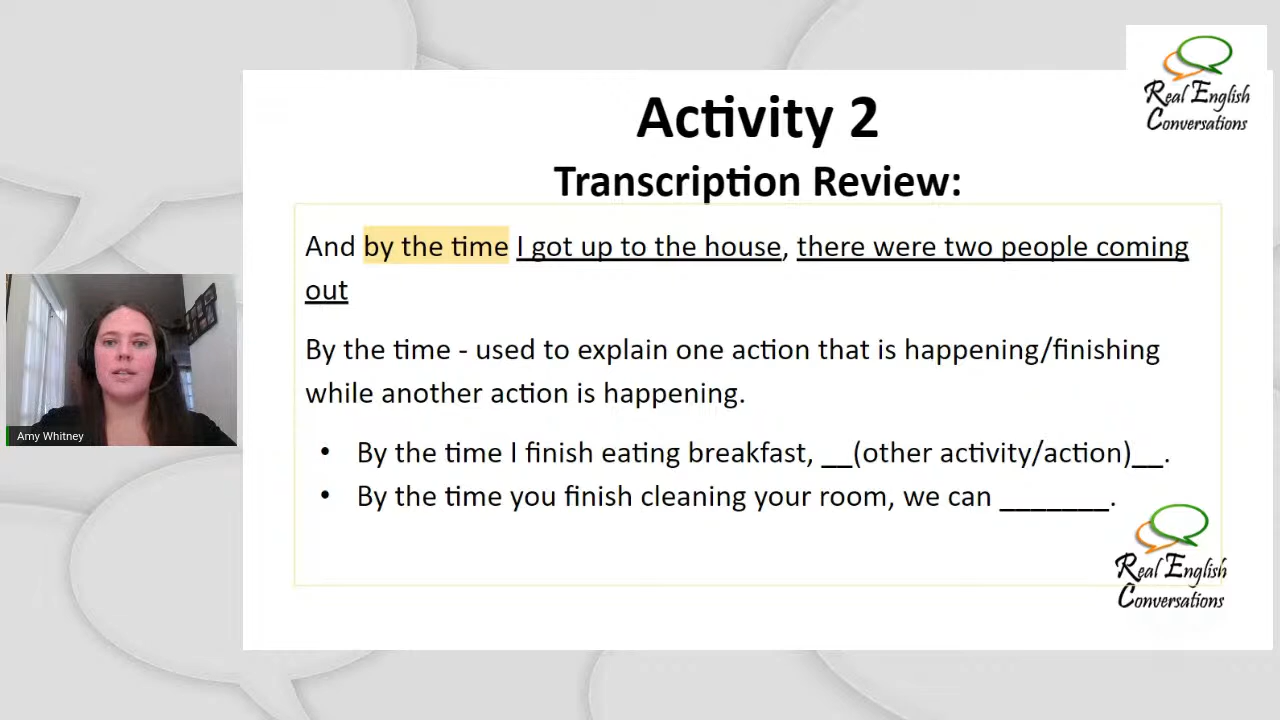 Real English
Conversations
Activity 2
Transcription Review:
And by the time I got up to the house, there were two people coming
out
By the time - used to explain one action that is happening/finishing
while another action is happening.
• By the time I finish eating breakfast, __(other activity/action)__.
• By the time you finish cleaning your room, we can _______.
Amy Whitney
Real English
Conversations